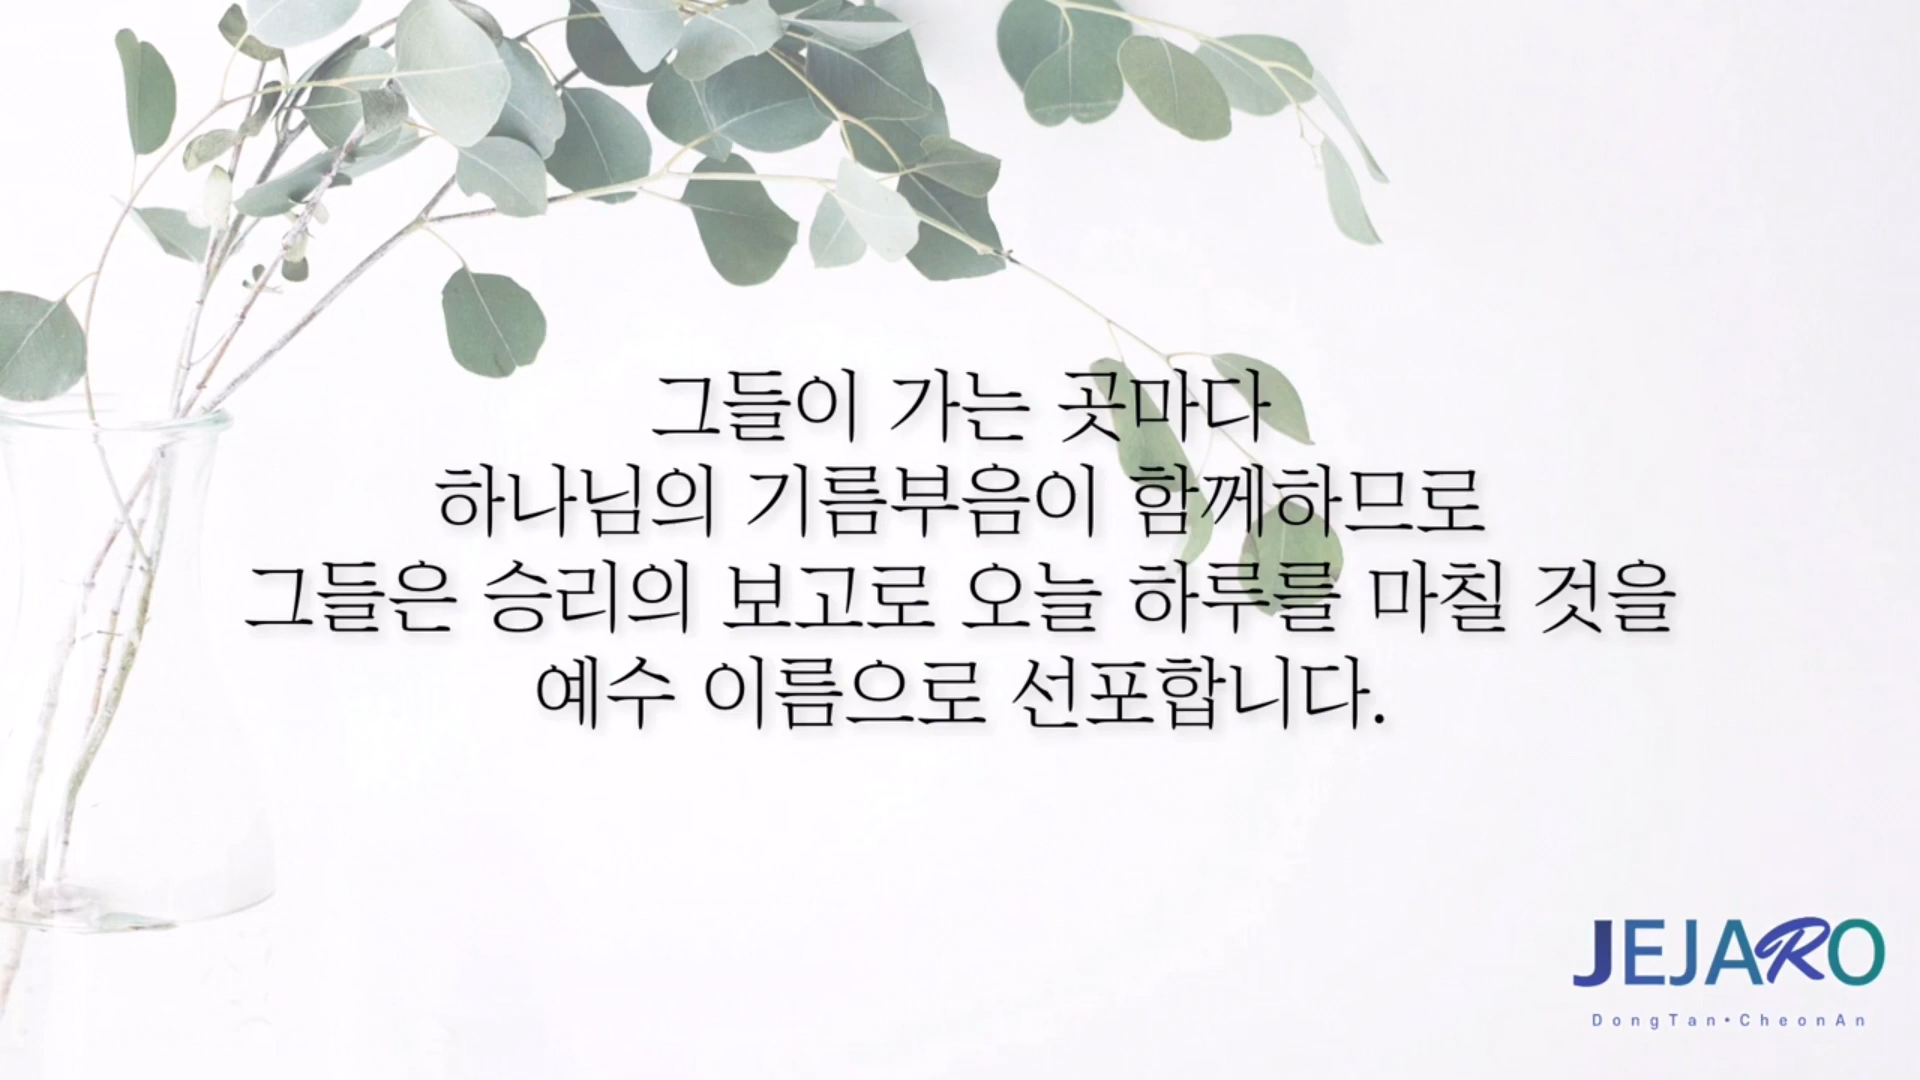 그들이 가는 곳마다
하나님의 기름부음이 함께하므로
그들은 승리의 보고로 오늘 하루를 마칠 것을
예수 이름으로 선포합니다.
JEJARO
DongTan•CheonAn